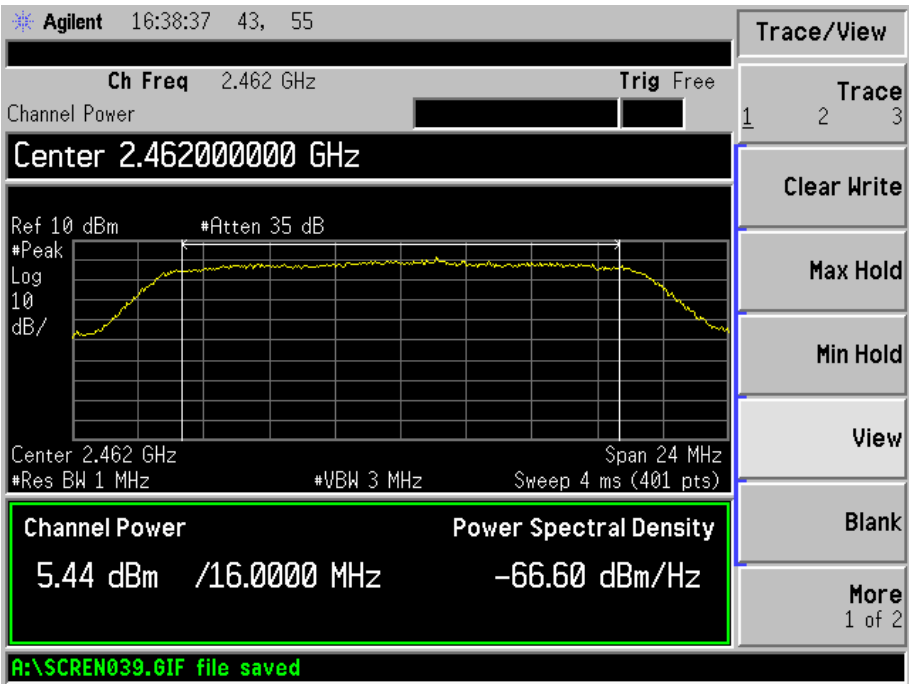 Agilent 16:38:37 43, 55
Trace/View
Ch Freq 2.462 GHz Trig Free
Channel Power
Trace
1 2 3
Center 2.462000000 GHz
Clear Write
Ref 10 dBm #Atten 35 dB
#Peak
Log
10
dB/
Max Hold
Min Hold
View
Center 2.462 GHz Span 24 MHz
#Res BW 1 MHz #VBW 3 MHz Sweep 4 ms (401 pts)
Channel Power Power Spectral Density
5.44 dBm /16.0000 MHz -66.60 dBm/Hz
Blank
More
1 of 2
A:\SCREN039.GIF file saved